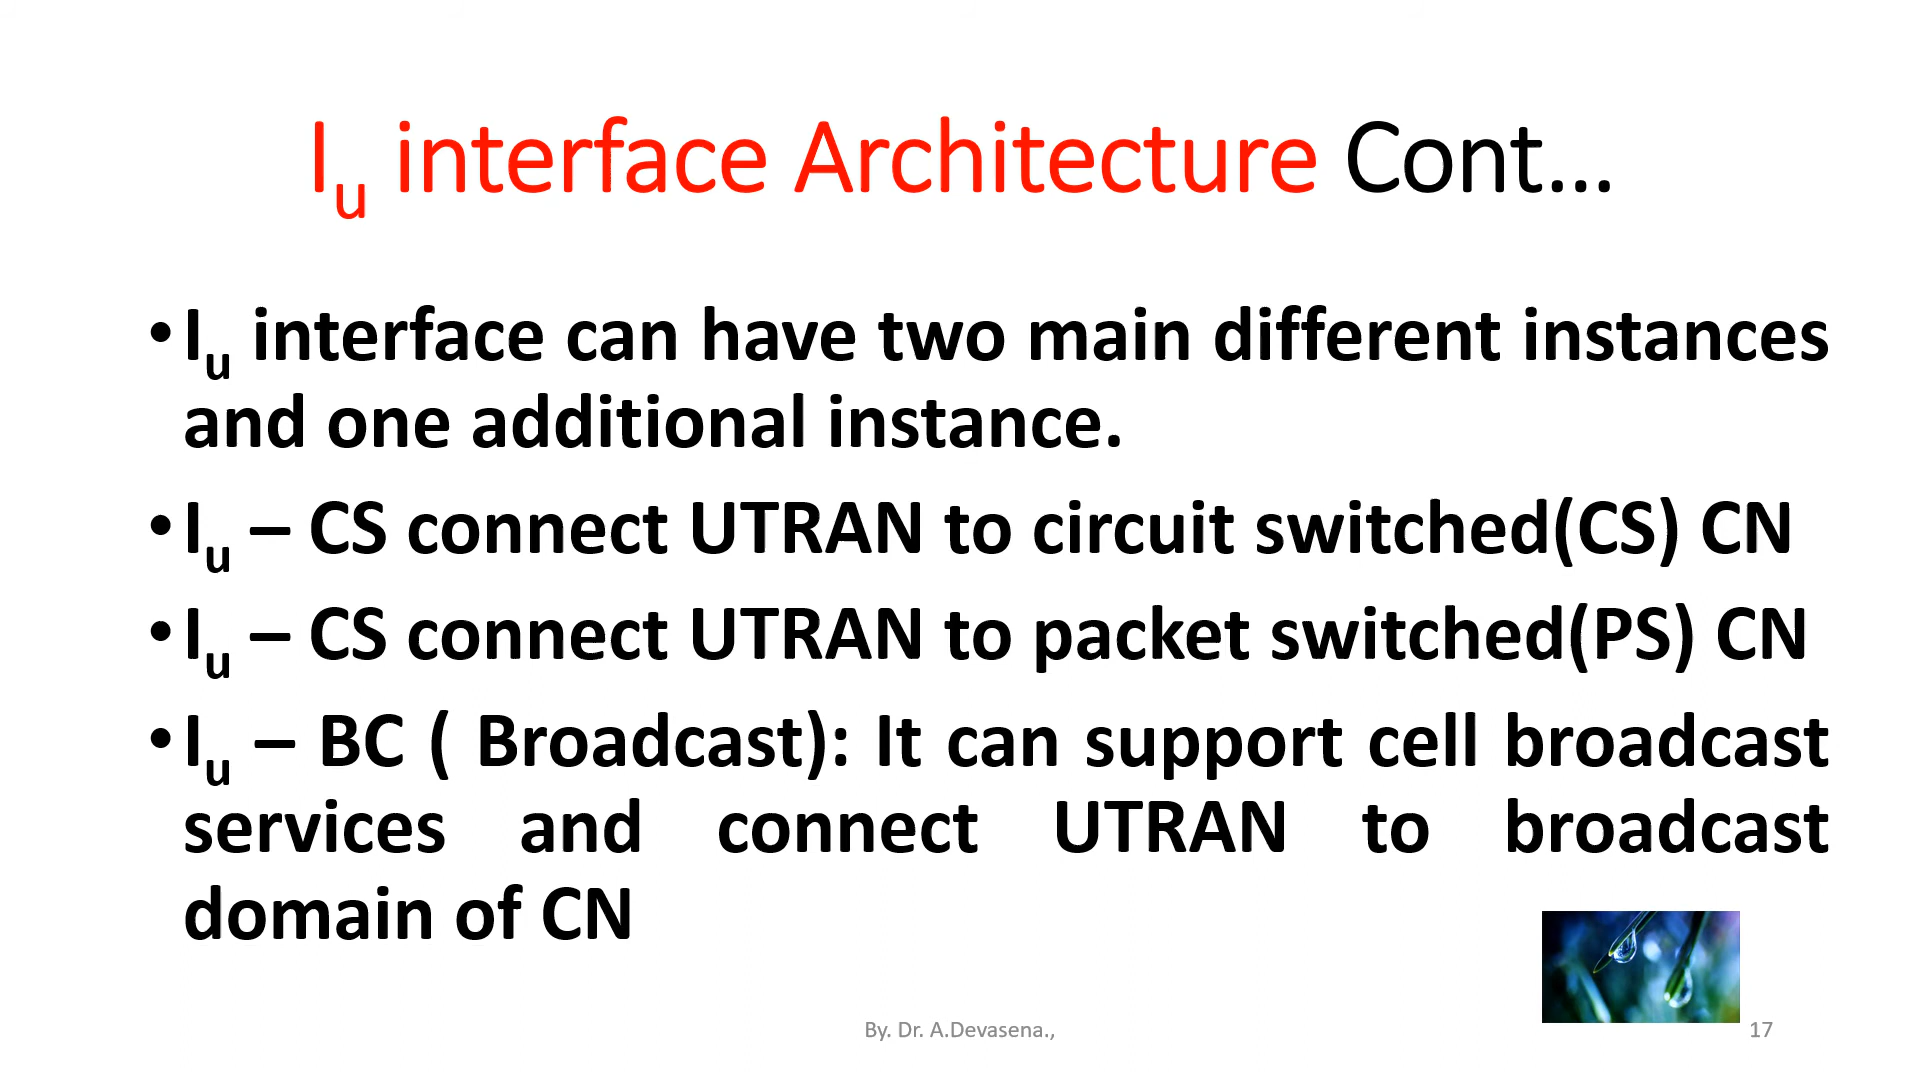 Iu interface Architecture Cont...
•Iu interface can have two main different instances
and one additional instance.
•Iu – CS connect UTRAN to circuit switched(CS) CN
•Iu – CS connect UTRAN to packet switched(PS) CN
•Iu – BC ( Broadcast): It can support cell broadcast
services and connect UTRAN to broadcast
domain of CN
By. Dr. A.Devasena.,
17